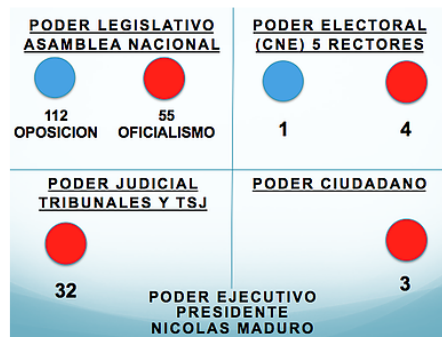 PODER LEGISLATIVO
ASAMBLEA NACIONAL
112
OPOSICION
55
OFICIALISMO
PODER ELECTORAL
(CNE) 5 RECTORES
1
4
PODER JUDICIAL
TRIBUNALES Y TSJ
32
PODER CIUDADANO
3
PODER EJECUTIVO
PRESIDENTE
NICOLAS MADURO